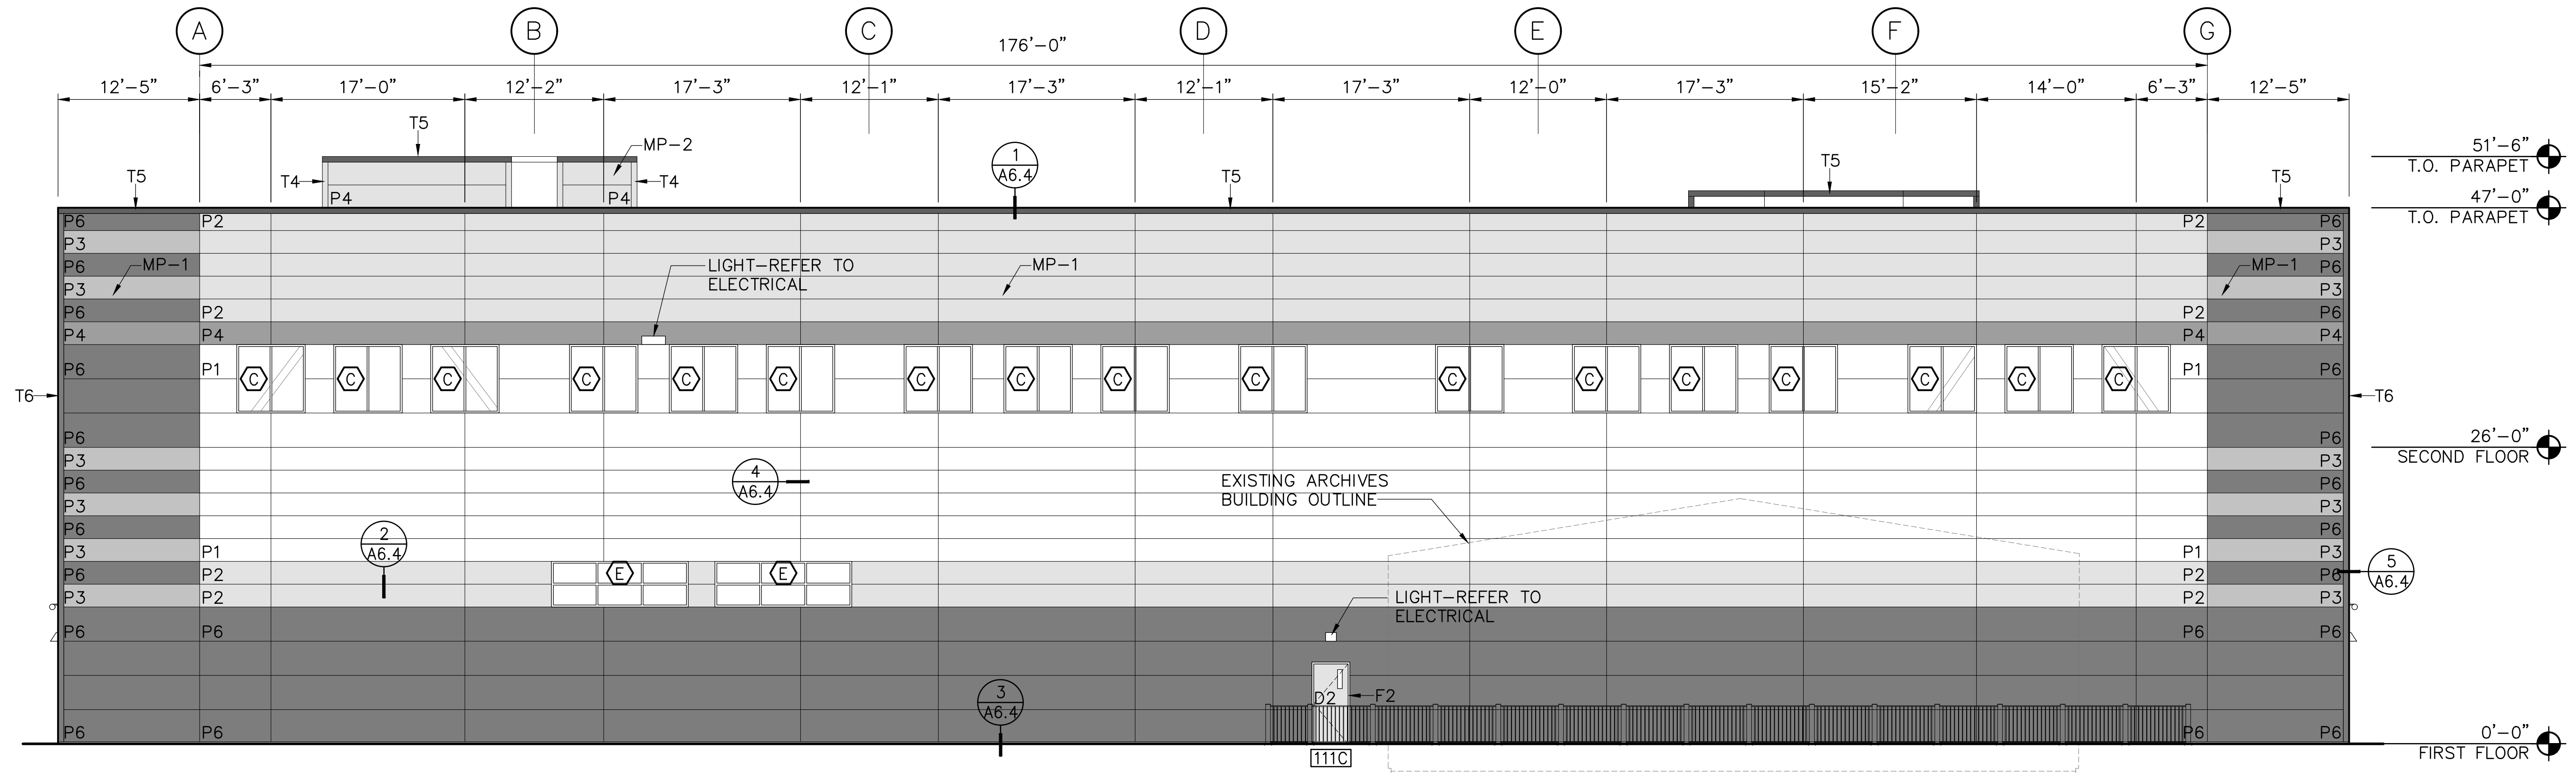 A B C D E F G
176'-0"
12'-5" 6'-3" 17'-0" 12'-2" 17'-3" 12'-1" 17'-3" 12'-1" 17'-3" 12'-0" 17'-3" 15'-2" 14'-0" 6'-3" 12'-5"
T5
MP-2
51'-6"
T.O. PARAPET
1
A6.4
T5
T4 T4
T5 T5 T5
P4 P4
47'-0"
T.O. PARAPET
P6 P2 P2 P6
P3 P3
P6 MP-1 LIGHT-REFER TO MP-1 MP-1 P6
ELECTRICAL
P3 P3
P6 P2 P2 P6
P4 P4 P4 P4
P6 P1 P1 P6
C C C C C C C C C C C C C C C C C
T6 T6
P6 P6
26'-0"
SECOND FLOOR
P3 P3
4
A6.4
P6 P6
EXISTING ARCHIVES
BUILDING OUTLINE
P3 P3
P6 P6
2
A6.4
P3 P1 P1 P3
P6 P2 E E P2 P6
5
A6.4
P3 P2 P2 P3
LIGHT-REFER TO
ELECTRICAL
P6 P6 P6 P6
3
A6.4
D2 F2
P6 P6 P6 P6
0'-0"
FIRST FLOOR
111C